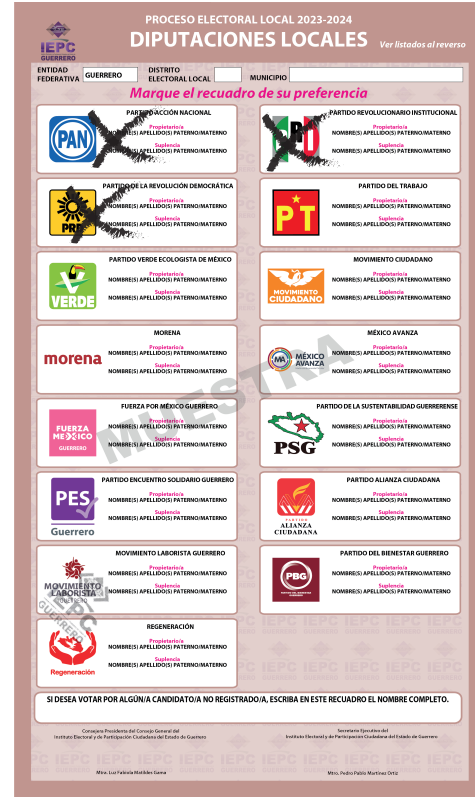 PROCESO ELECTORAL LOCAL 2023-2024
DIPUTACIONES LOCALES
Ver listados al reverso
IEPC
GUERRERO
ENTIDAD
FEDERATIVA
GUERRERO
DISTRITO
ELECTORAL LOCAL
MUNICIPIO
Marque el recuadro de su preferencia
PARTIDO ACCIÓN NACIONAL
PAN
Propietario/a
NOMBRE(S) APELLIDO(S) PATERNO/MATERNO
Suplencia
NOMBRE(S) APELLIDO(S) PATERNO/MATERNO
PARTIDO REVOLUCIONARIO INSTITUCIONAL
PRI
Propietario/a
NOMBRE(S) APELLIDO(S) PATERNO/MATERNO
Suplencia
NOMBRE(S) APELLIDO(S) PATERNO/MATERNO
PARTIDO DE LA REVOLUCIÓN DEMOCRÁTICA
PRD
Propietario/a
NOMBRE(S) APELLIDO(S) PATERNO/MATERNO
Suplencia
NOMBRE(S) APELLIDO(S) PATERNO/MATERNO
PARTIDO DEL TRABAJO
PT
Propietario/a
NOMBRE(S) APELLIDO(S) PATERNO/MATERNO
Suplencia
NOMBRE(S) APELLIDO(S) PATERNO/MATERNO
PARTIDO VERDE ECOLOGISTA DE MÉXICO
VERDE
Propietario/a
NOMBRE(S) APELLIDO(S) PATERNO/MATERNO
Suplencia
NOMBRE(S) APELLIDO(S) PATERNO/MATERNO
MOVIMIENTO CIUDADANO
MOVIMIENTO
CIUDADANO
Propietario/a
NOMBRE(S) APELLIDO(S) PATERNO/MATERNO
Suplencia
NOMBRE(S) APELLIDO(S) PATERNO/MATERNO
MORENA
morena
Propietario/a
NOMBRE(S) APELLIDO(S) PATERNO/MATERNO
Suplencia
NOMBRE(S) APELLIDO(S) PATERNO/MATERNO
MÉXICO AVANZA
MA
MÉXICO
AVANZA
Propietario/a
NOMBRE(S) APELLIDO(S) PATERNO/MATERNO
Suplencia
NOMBRE(S) APELLIDO(S) PATERNO/MATERNO
MUESTRA
FUERZA POR MÉXICO GUERRERO
FUERZA
MEXICO
GUERRERO
Propietario/a
NOMBRE(S) APELLIDO(S) PATERNO/MATERNO
Suplencia
NOMBRE(S) APELLIDO(S) PATERNO/MATERNO
PARTIDO DE LA SUSTENTABILIDAD GUERRERENSE
PSG
Propietario/a
NOMBRE(S) APELLIDO(S) PATERNO/MATERNO
Suplencia
NOMBRE(S) APELLIDO(S) PATERNO/MATERNO
PARTIDO ENCUENTRO SOLIDARIO GUERRERO
PES
Guerrero
Propietario/a
NOMBRE(S) APELLIDO(S) PATERNO/MATERNO
Suplencia
NOMBRE(S) APELLIDO(S) PATERNO/MATERNO
PARTIDO ALIANZA CIUDADANA
PARTIDO
ALIANZA
CIUDADANA
Propietario/a
NOMBRE(S) APELLIDO(S) PATERNO/MATERNO
Suplencia
NOMBRE(S) APELLIDO(S) PATERNO/MATERNO
MOVIMIENTO LABORISTA GUERRERO
MOVIMIENTO
LABORISTA
GUERRERO
Propietario/a
NOMBRE(S) APELLIDO(S) PATERNO/MATERNO
Suplencia
NOMBRE(S) APELLIDO(S) PATERNO/MATERNO
IEPC
GUERRERO
PARTIDO DEL BIENESTAR GUERRERO
PBG
PARTIDO DEL BIENESTAR
GUERRERO
Propietario/a
NOMBRE(S) APELLIDO(S) PATERNO/MATERNO
Suplencia
NOMBRE(S) APELLIDO(S) PATERNO/MATERNO
REGENERACIÓN
Regeneración
Propietario/a
NOMBRE(S) APELLIDO(S) PATERNO/MATERNO
Suplencia
NOMBRE(S) APELLIDO(S) PATERNO/MATERNO
SI DESEA VOTAR POR ALGÚN/A CANDIDATO/A NO REGISTRADO/A, ESCRIBA EN ESTE RECUADRO EL NOMBRE COMPLETO.
Consejera Presidenta del Consejo General del
Instituto Electoral y de Participación Ciudadana del Estado de Guerrero
Mtra. Luz Fabiola Matildes Gama
Secretario Ejecutivo del
Instituto Electoral y de Participación Ciudadana del Estado de Guerrero
Mtro. Pedro Pablo Martínez Ortiz